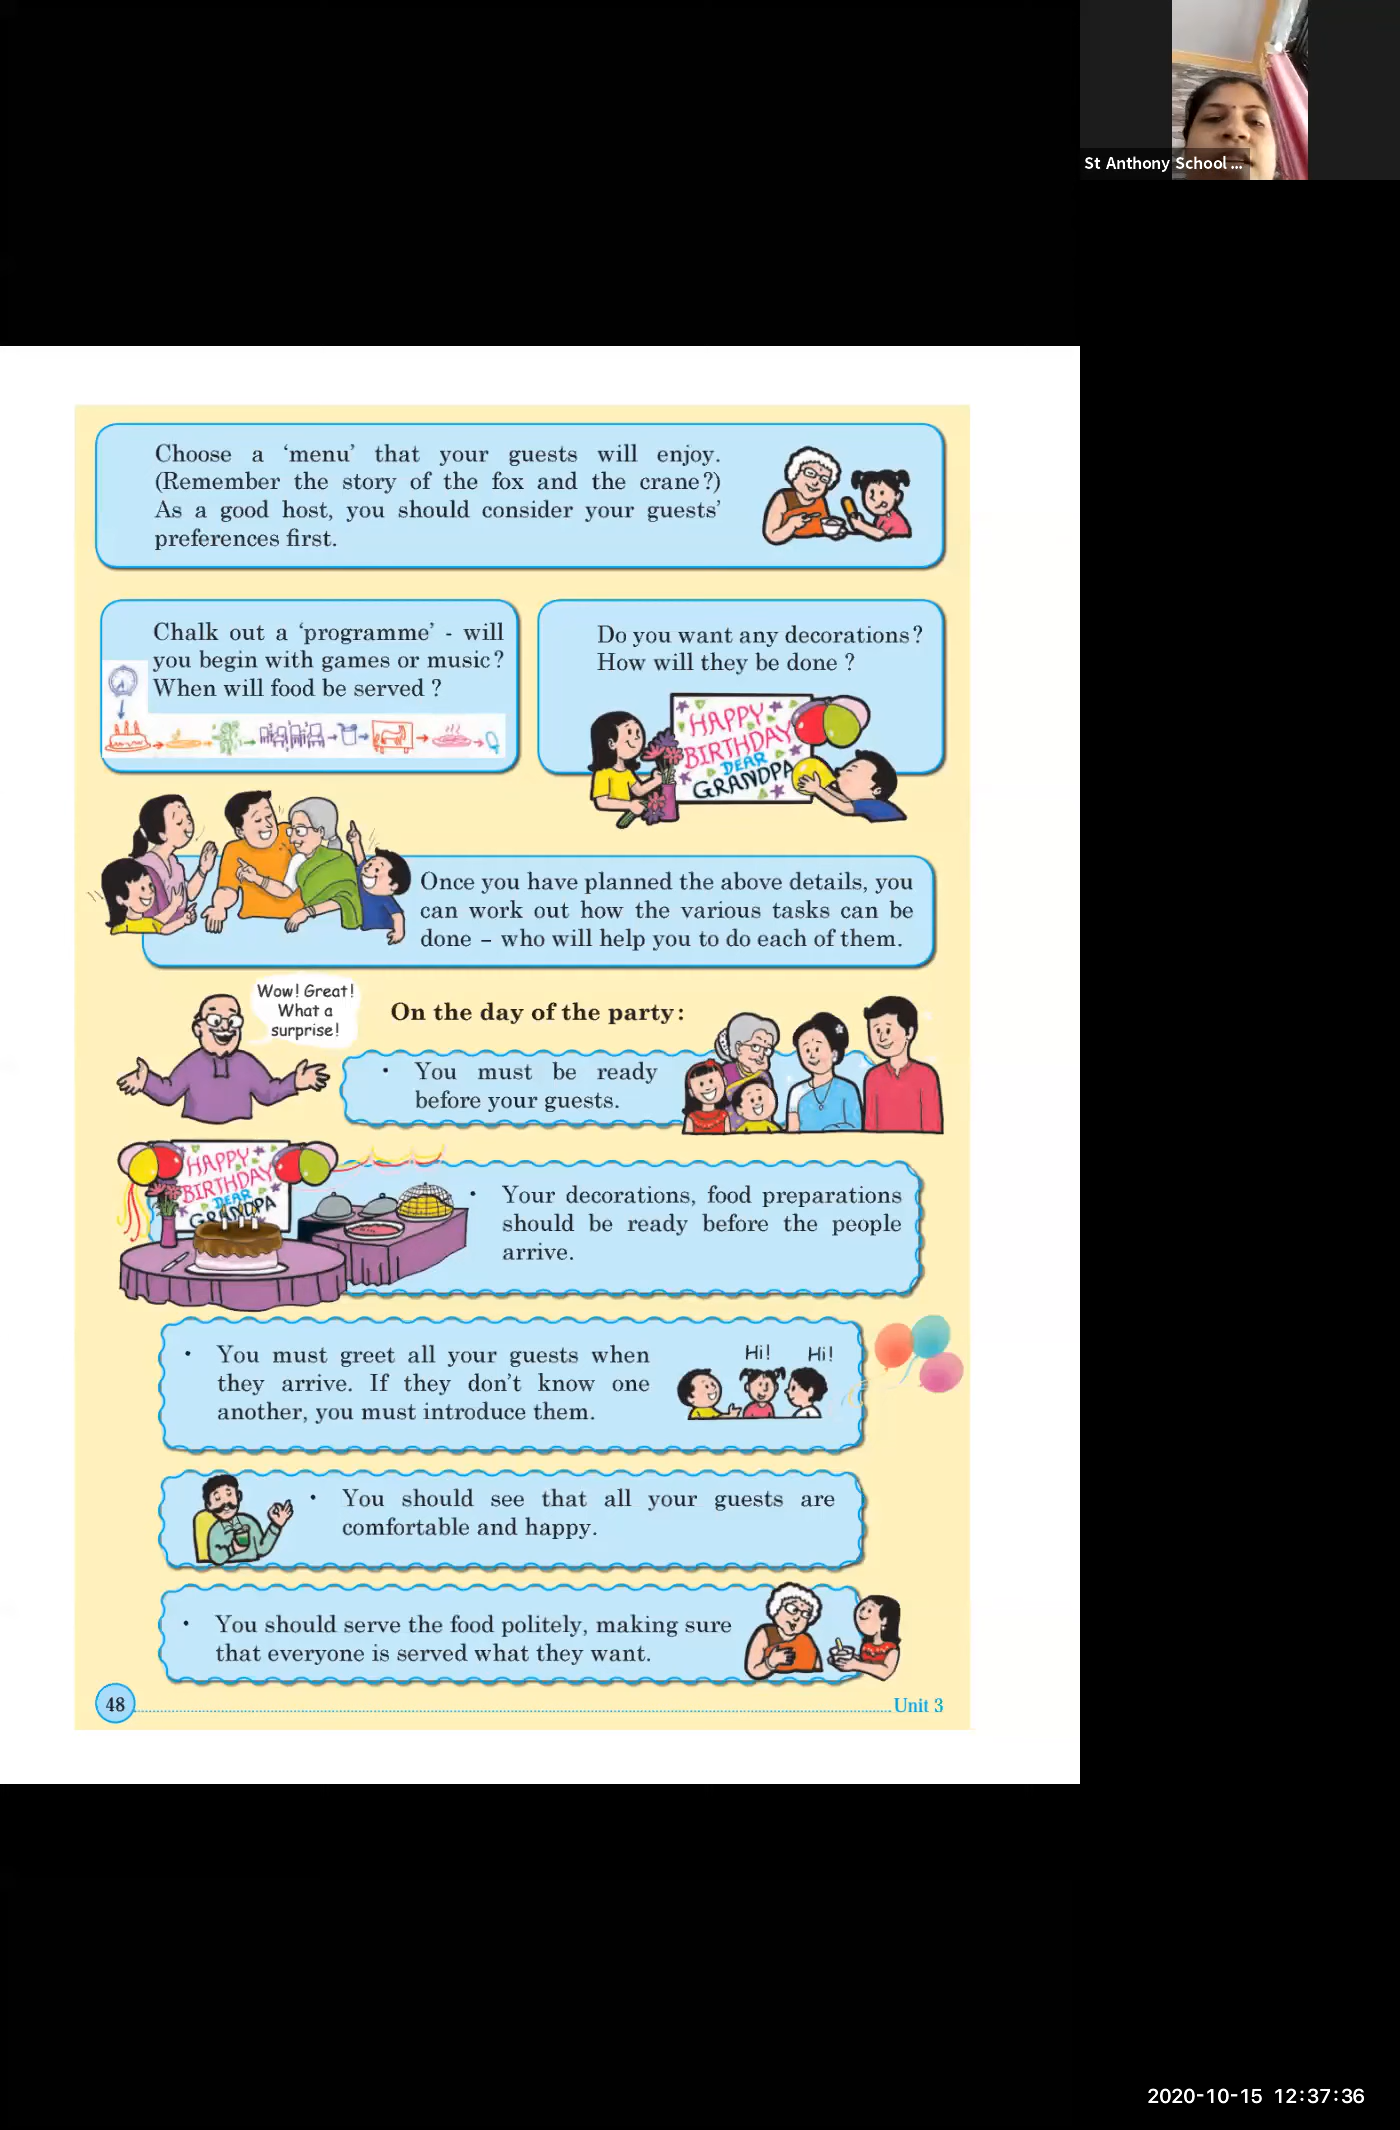 St Anthony School ...
Choose a ‘menu’ that your guests will enjoy.
(Remember the story of the fox and the crane?)
As a good host, you should consider your guests’
preferences first.
Chalk out a ‘programme’ - will
you begin with games or music?
When will food be served ?
Do you want any decorations?
How will they be done ?
HAPPY
BIRTHDAY
DEAR
GRANDPA
Once you have planned the above details, you
can work out how the various tasks can be
done – who will help you to do each of them.
Wow! Great!
What a
surprise!
On the day of the party:
• You must be ready
before your guests.
HAPPY
BIRTHDAY
DEAR
GRANDPA
• Your decorations, food preparations
should be ready before the people
arrive.
• You must greet all your guests when
they arrive. If they don’t know one
another, you must introduce them.
Hi! Hi!
• You should see that all your guests are
comfortable and happy.
• You should serve the food politely, making sure
that everyone is served what they want.
48
Unit 3
2020-10-15 12:37:36